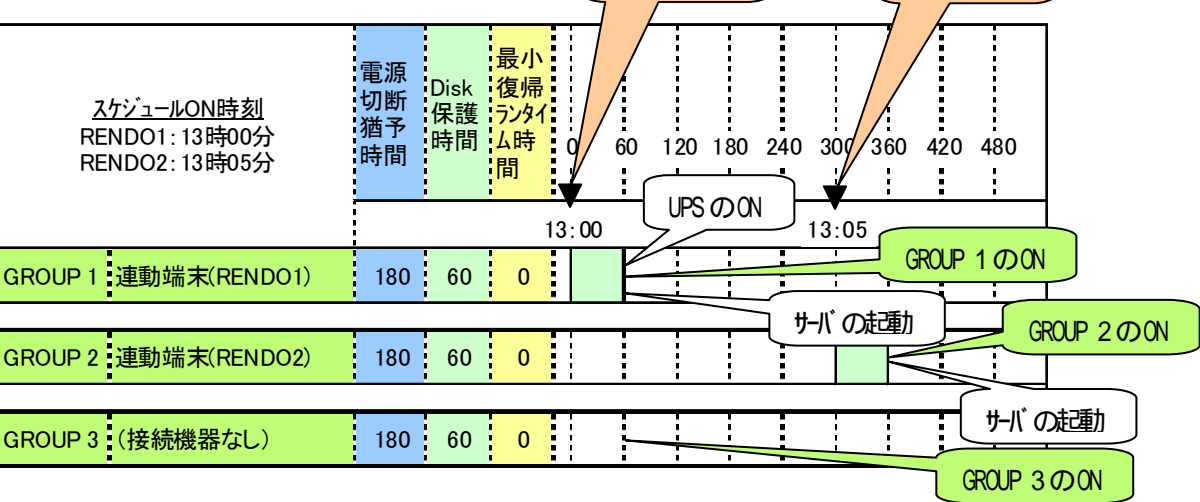 スケジュールON時刻
RENDO1：13時00分
RENDO2：13時05分
電源
切断
猶予
時間
Disk
保護
時間
最小
復帰
ランタイ
ム時
間
0 60 120 180 240 300 360 420 480
UPSのON
13:00 13:05
GROUP 1のON
GROUP 1 連動端末(RENDO1) 180 60 0
サーバの起動
GROUP 2のON
GROUP 2 連動端末(RENDO2) 180 60 0
サーバの起動
GROUP 3 (接続機器なし) 180 60 0
GROUP 3のON